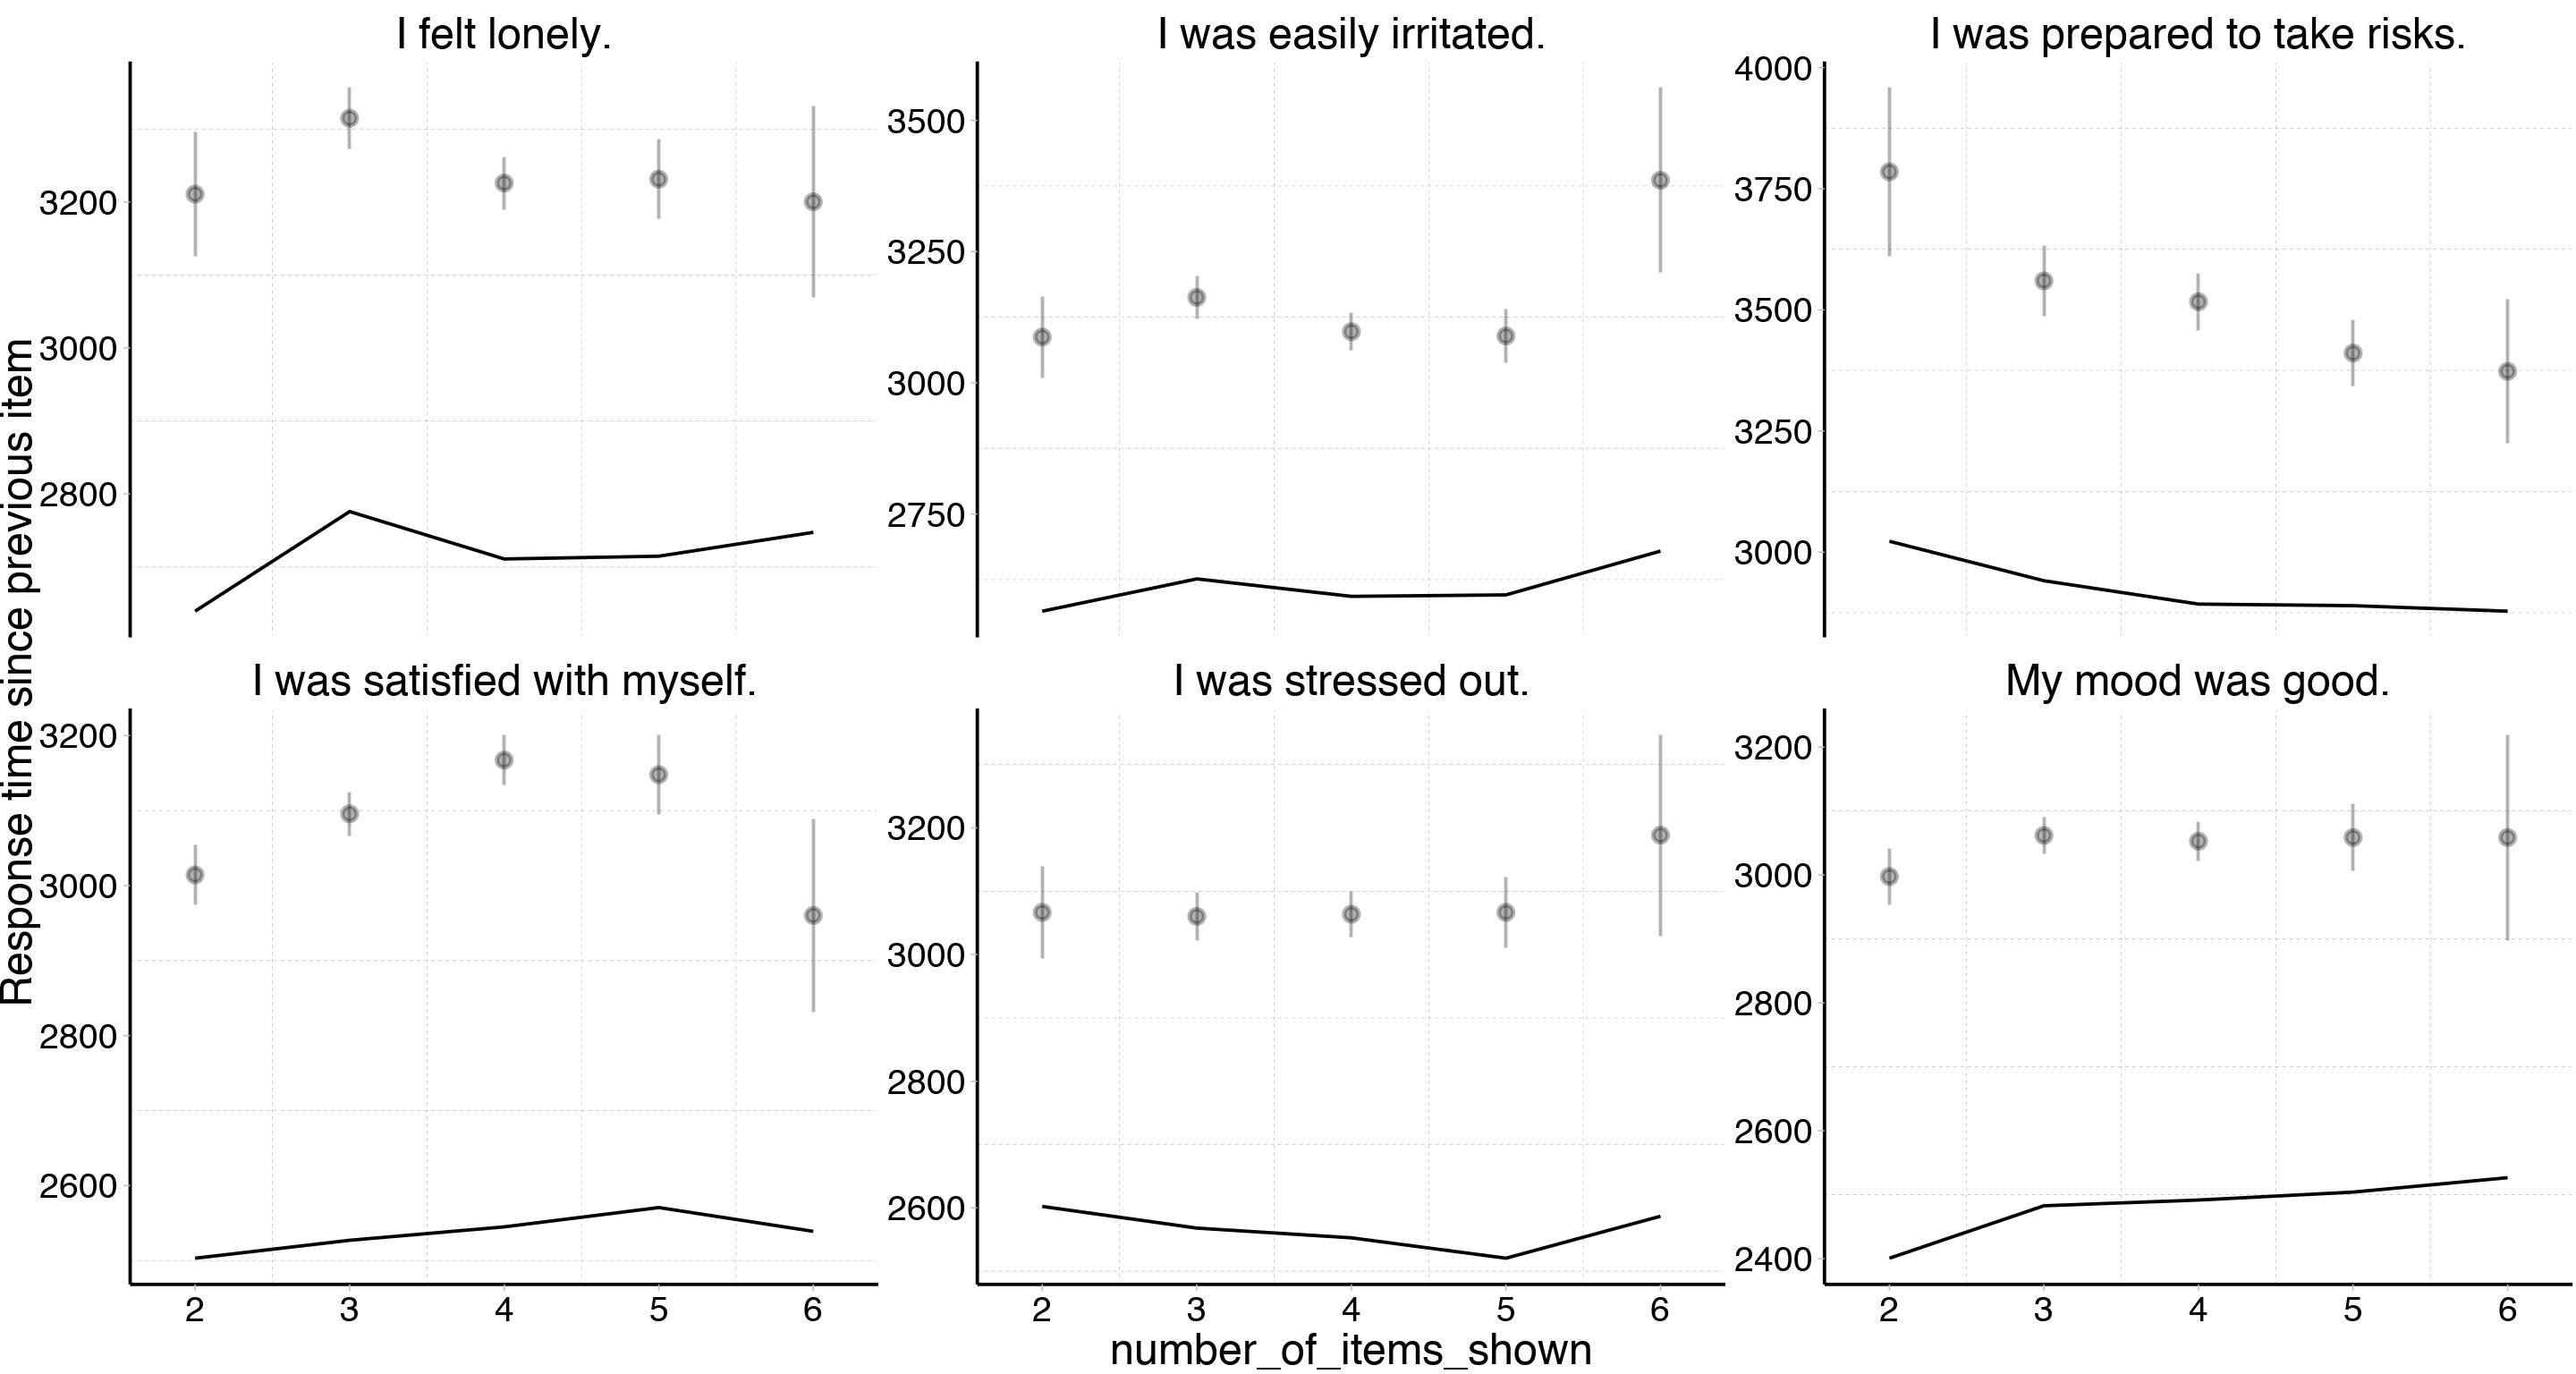 I felt lonely.
I was easily irritated.
I was prepared to take risks.
3200
3000
2800
3500
3250
3000
2750
4000
3750
3500
3250
3000
Response time since previous item
I was satisfied with myself.
I was stressed out.
My mood was good.
3200
3000
2800
2600
3200
3000
2800
2600
3200
3000
2800
2600
2400
2 3 4 5 6
2 3 4 5 6
2 3 4 5 6
number_of_items_shown